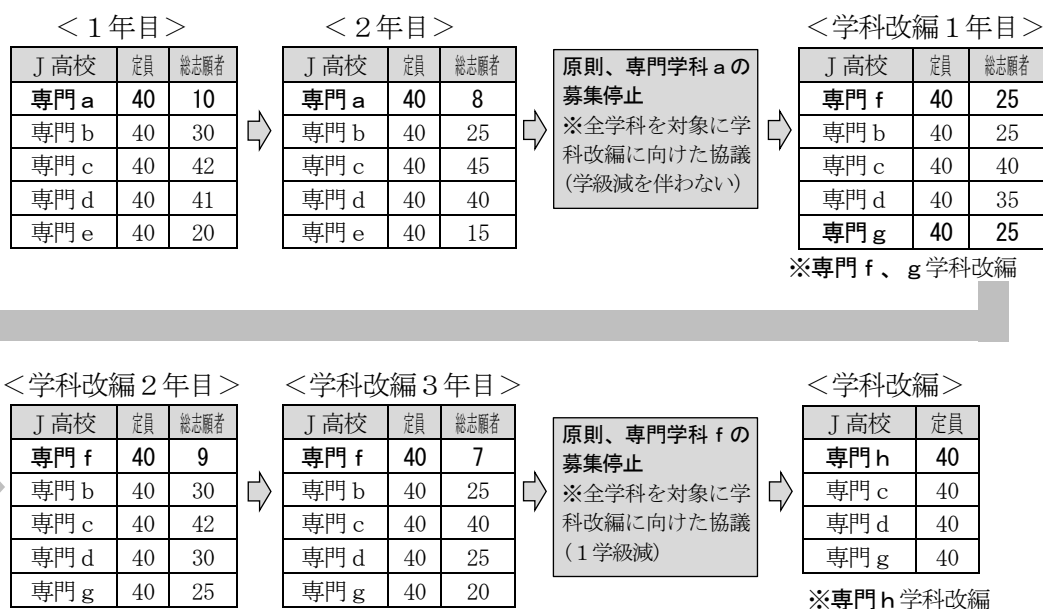 ＜１年目＞
Ｊ高校 定員 総志願者
専門ａ 40 10
専門ｂ 40 30
専門ｃ 40 42
専門ｄ 40 41
専門ｅ 40 20
＜２年目＞
Ｊ高校 定員 総志願者
専門ａ 40 8
専門ｂ 40 25
専門ｃ 40 45
専門ｄ 40 40
専門ｅ 40 15
原則、専門学科ａの
募集停止
※全学科を対象に学
科改編に向けた協議
(学級減を伴わない)
＜学科改編１年目＞
Ｊ高校 定員 総志願者
専門ｆ 40 25
専門ｂ 40 25
専門ｃ 40 40
専門ｄ 40 35
専門ｇ 40 25
※専門ｆ、ｇ学科改編
＜学科改編２年目＞
Ｊ高校 定員 総志願者
専門ｆ 40 9
専門ｂ 40 30
専門ｃ 40 42
専門ｄ 40 30
専門ｇ 40 25
＜学科改編３年目＞
Ｊ高校 定員 総志願者
専門ｆ 40 7
専門ｂ 40 25
専門ｃ 40 40
専門ｄ 40 25
専門ｇ 40 20
原則、専門学科ｆの
募集停止
※全学科を対象に学
科改編に向けた協議
(１学級減)
＜学科改編＞
Ｊ高校 定員
専門ｈ 40
専門ｃ 40
専門ｄ 40
専門ｇ 40
※専門ｈ学科改編